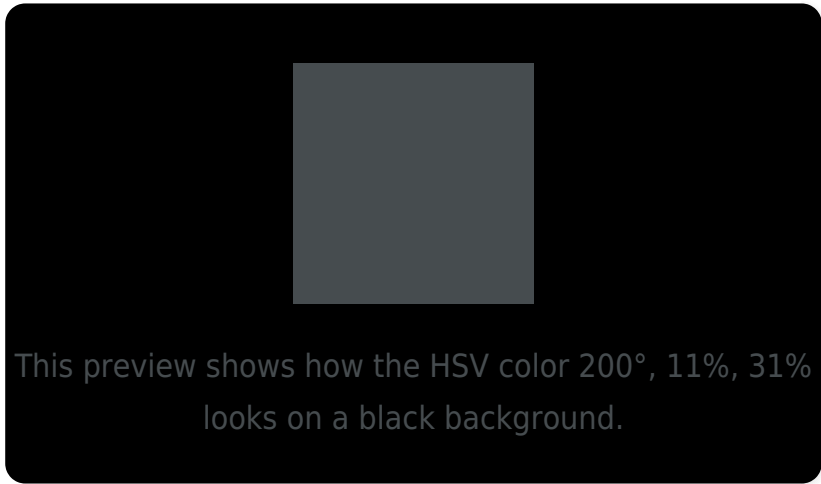 This preview shows how the HSV color 200°, 11%, 31%
looks on a black background.